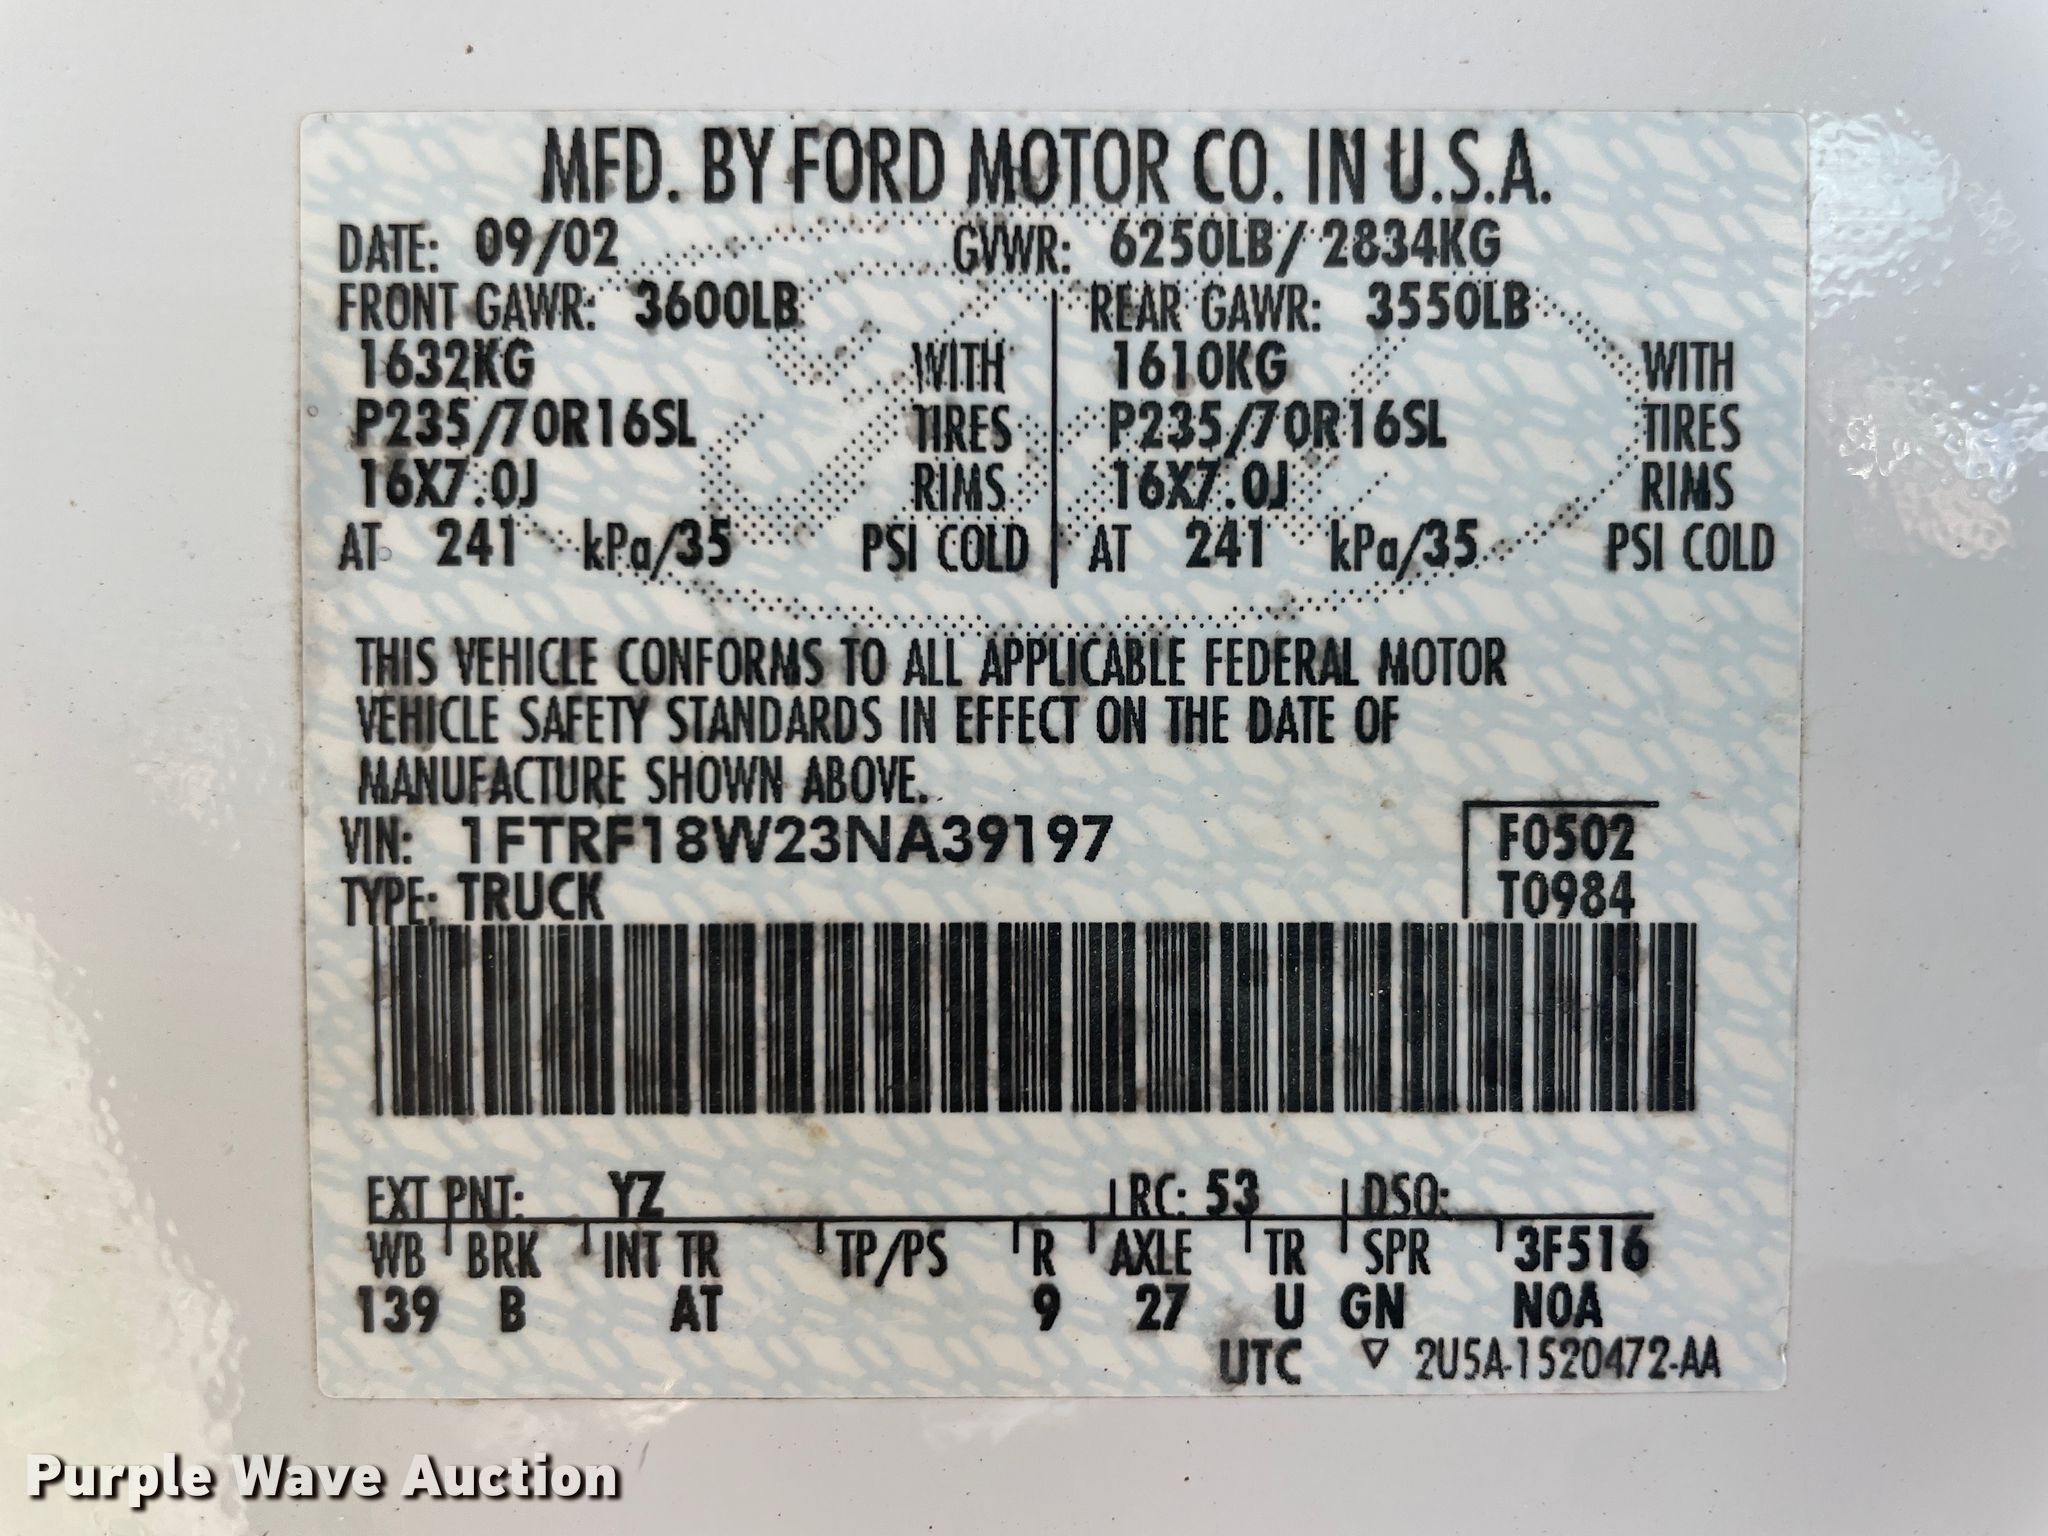 MFD. BY FORD MOTOR CO. IN U.S.A.
DATE: 09/02 GVWR: 6250LB/ 2834KG
FRONT GAWR: 3600LB REAR GAWR: 3550LB
1632KG WITH 1610KG WITH
P235/70R16SL TIRES P235/70R16SL TIRES
16X7.0J RIMS 16X7.0J RIMS
AT 241 kPa/35 PSI COLD AT 241 kPa/35 PSI COLD
THIS VEHICLE CONFORMS TO ALL APPLICABLE FEDERAL MOTOR
VEHICLE SAFETY STANDARDS IN EFFECT ON THE DATE OF
MANUFACTURE SHOWN ABOVE.
VIN: 1FTRF18W23NA39197 F0502
TYPE: TRUCK T0984
EXT PNT: YZ RC: 53 DSO:
WB BRK INT TR TP/PS R AXLE TR SPR 3F516
139 B AT 9 27 U GN N0A
UTC ▽ 2U5A-1520472-AA
Purple Wave Auction